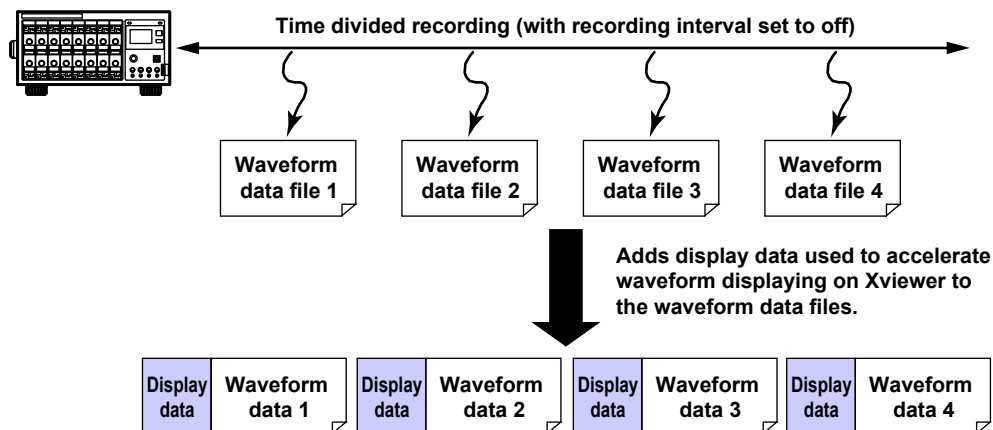 Time divided recording (with recording interval set to off)
Waveform
data file 1
Waveform
data file 2
Waveform
data file 3
Waveform
data file 4
Adds display data used to accelerate
waveform displaying on Xviewer to
the waveform data files.
Display
data
Waveform
data 1
Display
data
Waveform
data 2
Display
data
Waveform
data 3
Display
data
Waveform
data 4